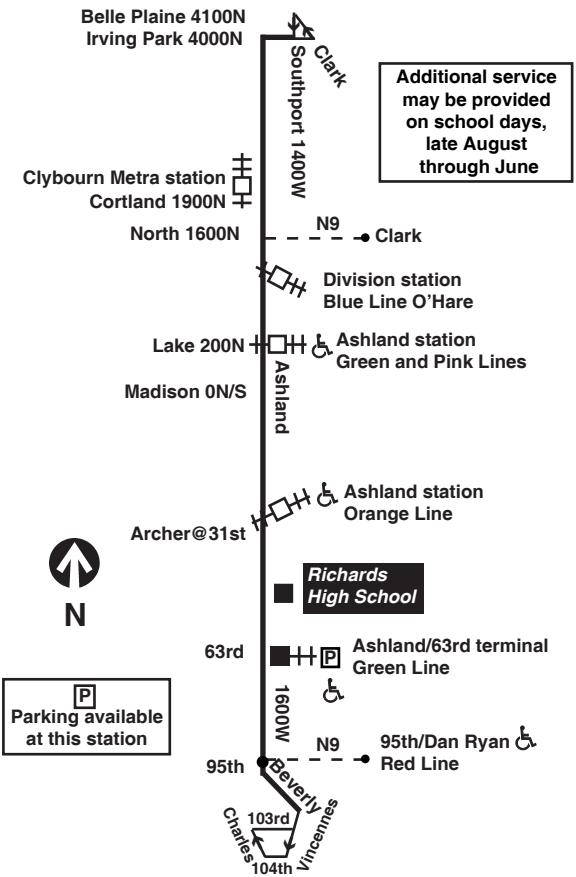 Belle Plaine 4100N
Irving Park 4000N
Clark
Southport 1400W
Additional service
may be provided
on school days,
late August
through June
Clybourn Metra station
Cortland 1900N
North 1600N
N9
Clark
Division station
Blue Line O'Hare
Lake 200N
Ashland station
Green and Pink Lines
Ashland
Madison 0N/S
Ashland station
Orange Line
Archer@31st
N
Richards
High School
63rd
P
Ashland/63rd terminal
Green Line
P
Parking available
at this station
1600W
95th
N9
95th/Dan Ryan
Red Line
Beverly
103rd
Charles
Vincennes
104th